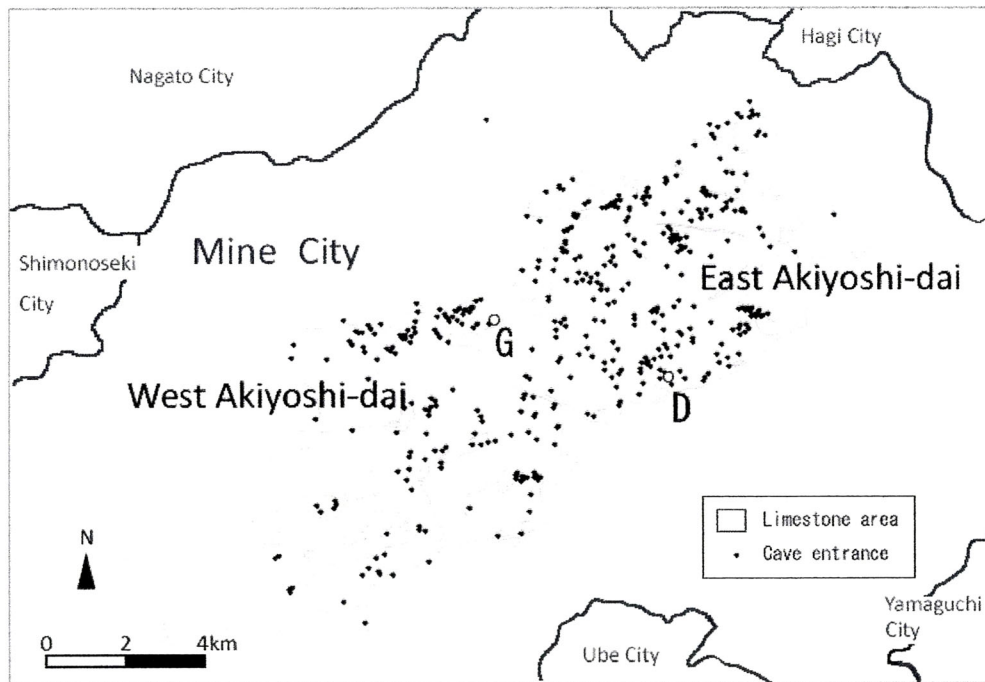 Hagi City
Nagato City
Mine City
Shimonoseki
City
East Akiyoshi-dai
G
West Akiyoshi-dai
D
Limestone area
Cave entrance
N
0 2 4km
Yamaguchi
City
Ube City